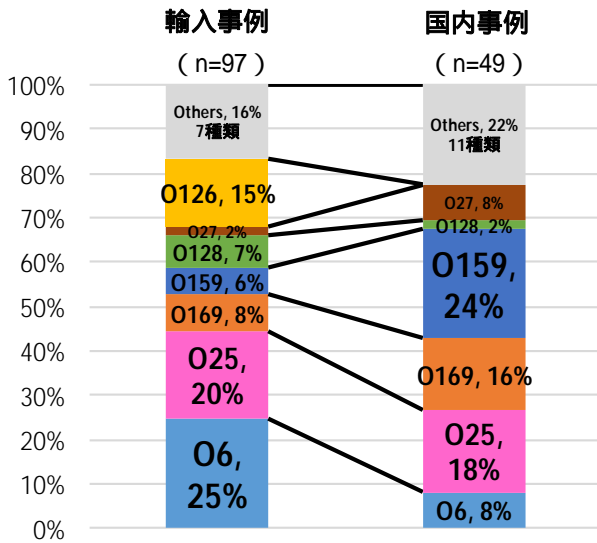 輸入事例
国内事例
（n=97）
（n=49）
100%
90%
80%
70%
60%
50%
40%
30%
20%
10%
0%
Others, 16%
7種類
O126, 15%
O27, 2%
O128, 7%
O159, 6%
O169, 8%
O25,
20%
O6,
25%
Others, 22%
11種類
O27, 8%
O128, 2%
O159,
24%
O169, 16%
O25,
18%
O6, 8%